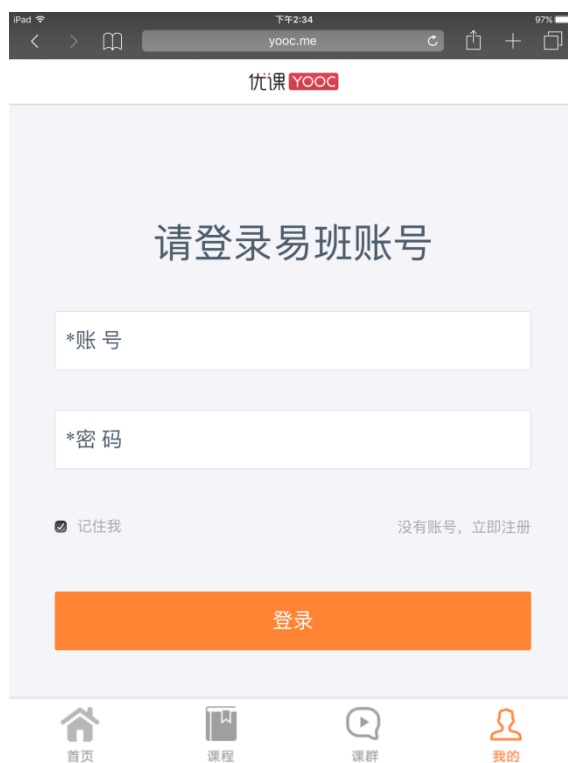 iPad 下午2:34 97%
yooc.me
优课 YOOC
请登录易班账号
*账 号
*密 码
记住我 没有账号，立即注册
登录
首页 课程 课群 我的